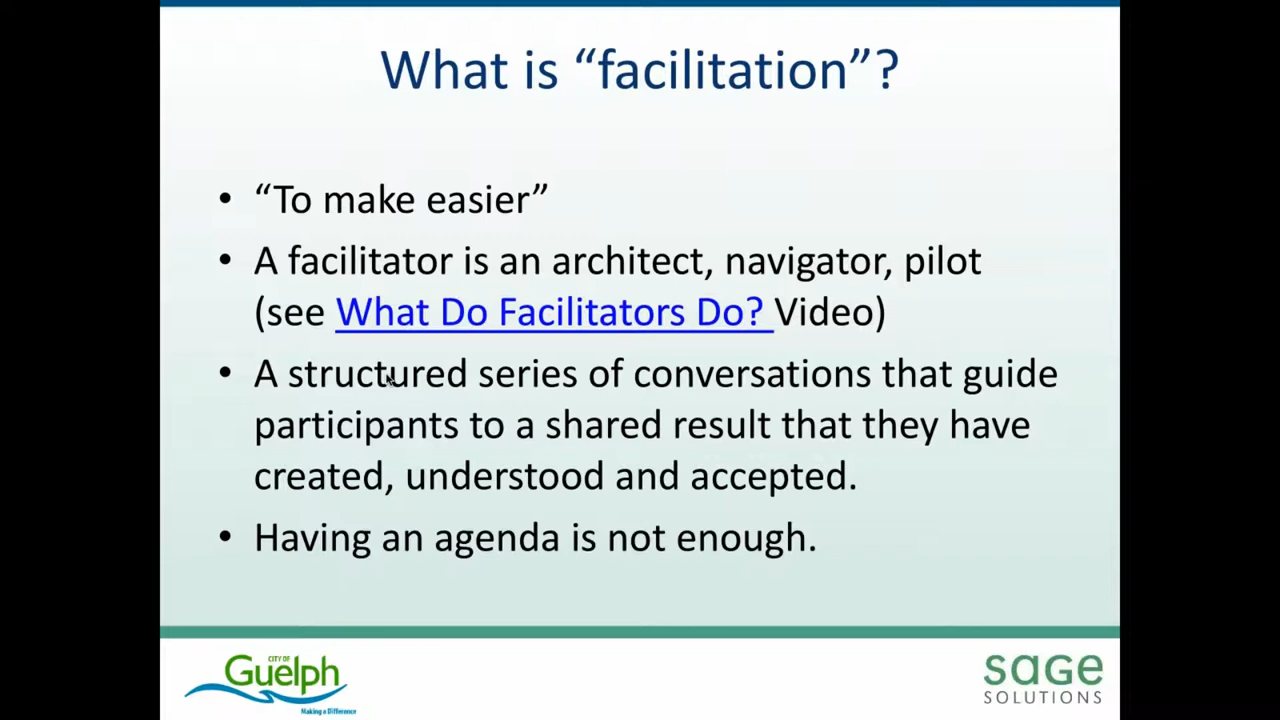 What is “facilitation”?
• “To make easier”
• A facilitator is an architect, navigator, pilot
(see What Do Facilitators Do? Video)
• A structured series of conversations that guide
participants to a shared result that they have
created, understood and accepted.
• Having an agenda is not enough.
CITY OF
Guelph
Making a Difference
sage
SOLUTIONS